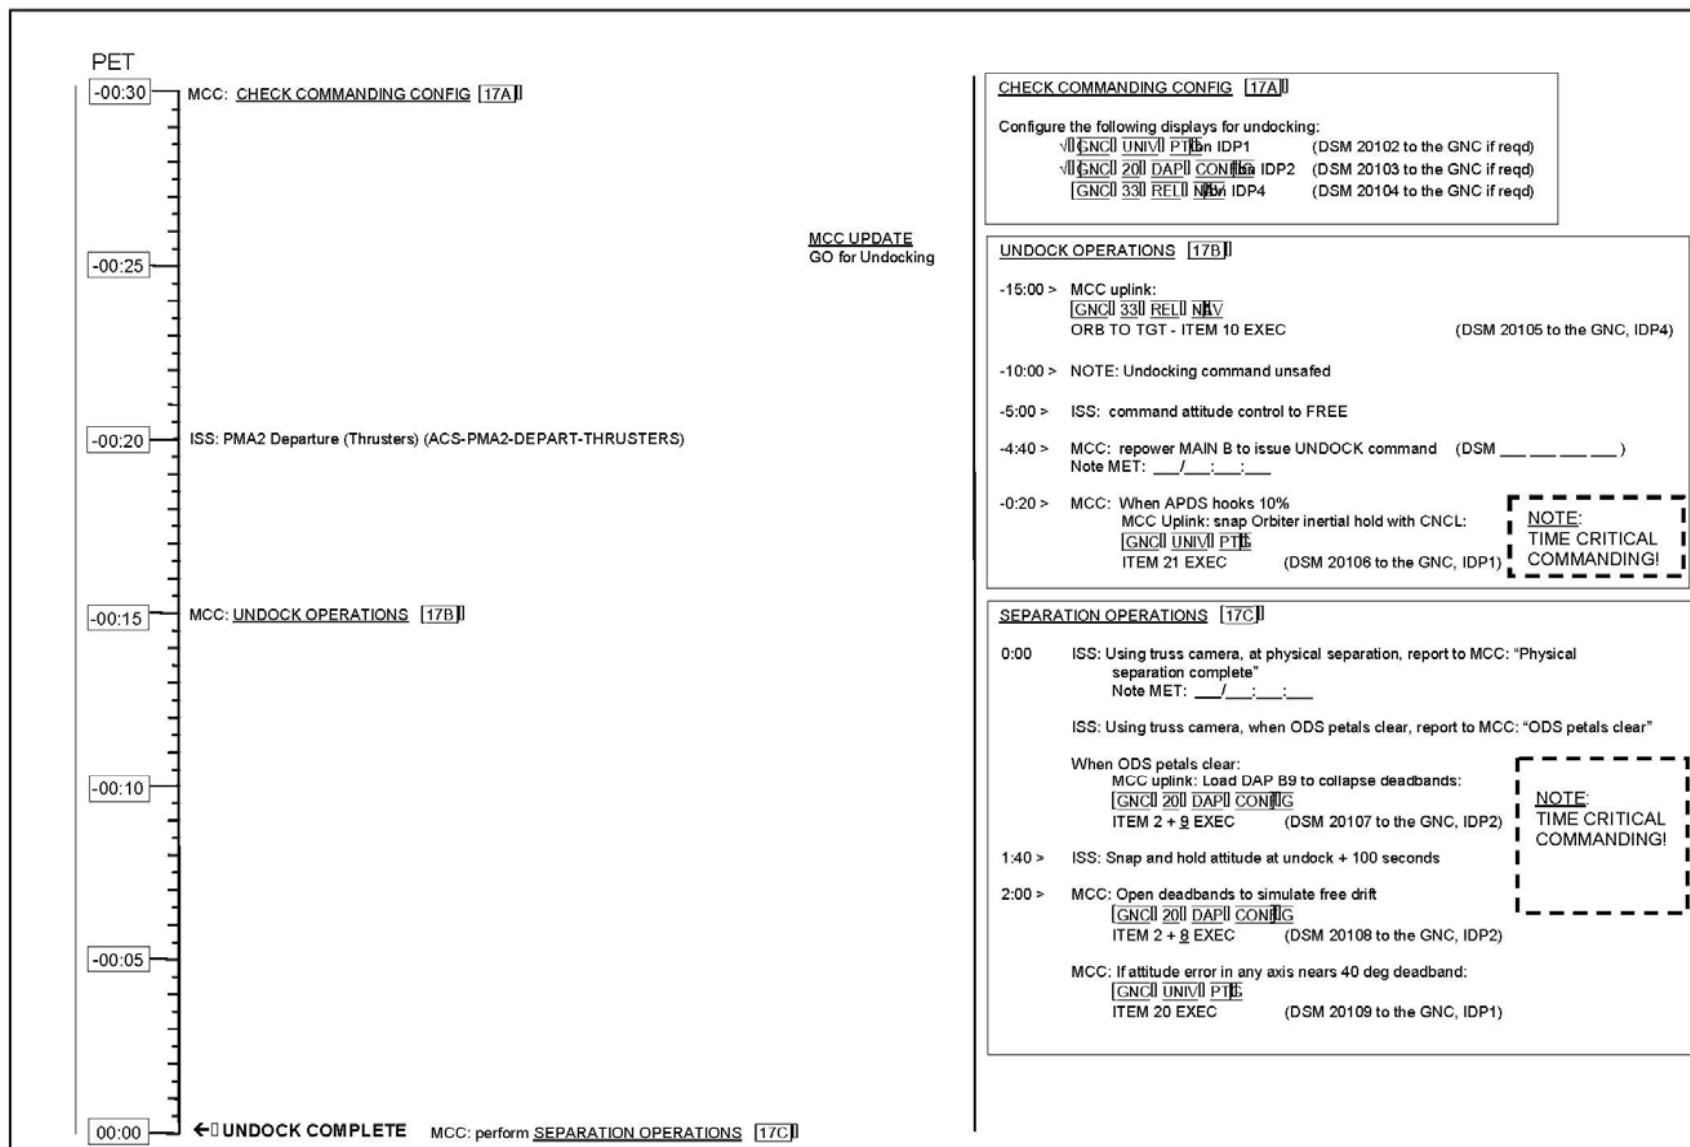 PET
-00:30
MCC: CHECK COMMANDING CONFIG [17A]
MCC UPDATE
GO for Undocking
-00:25
-00:20
ISS: PMA2 Departure (Thrusters) (ACS-PMA2-DEPART-THRUSTERS)
-00:15
MCC: UNDOCK OPERATIONS [17B]
-00:10
-00:05
00:00
← UNDOCK COMPLETE MCC: perform SEPARATION OPERATIONS [17C]
CHECK COMMANDING CONFIG [17A]
Configure the following displays for undocking:
√ GNC UNIV PTG on IDP1 (DSM 20102 to the GNC if reqd)
√ GNC 20 DAP CONFIG on IDP2 (DSM 20103 to the GNC if reqd)
GNC 33 REL NAV on IDP4 (DSM 20104 to the GNC if reqd)
UNDOCK OPERATIONS [17B]
-15:00 > MCC uplink:
GNC 33 REL NAV
ORB TO TGT - ITEM 10 EXEC (DSM 20105 to the GNC, IDP4)
-10:00 > NOTE: Undocking command unsafed
-5:00 > ISS: command attitude control to FREE
-4:40 > MCC: repower MAIN B to issue UNDOCK command (DSM ___ ___ ___ ___ )
Note MET: ___/___:___:___
-0:20 > MCC: When APDS hooks 10%
MCC Uplink: snap Orbiter inertial hold with CNCL:
GNC UNIV PTG
ITEM 21 EXEC (DSM 20106 to the GNC, IDP1)
NOTE:
TIME CRITICAL
COMMANDING!
SEPARATION OPERATIONS [17C]
0:00 ISS: Using truss camera, at physical separation, report to MCC: “Physical
separation complete”
Note MET: ___/___:___:___
ISS: Using truss camera, when ODS petals clear, report to MCC: “ODS petals clear”
When ODS petals clear:
MCC uplink: Load DAP B9 to collapse deadbands:
GNC 20 DAP CONFIG
ITEM 2 + 9 EXEC (DSM 20107 to the GNC, IDP2)
NOTE:
TIME CRITICAL
COMMANDING!
1:40 > ISS: Snap and hold attitude at undock + 100 seconds
2:00 > MCC: Open deadbands to simulate free drift
GNC 20 DAP CONFIG
ITEM 2 + 8 EXEC (DSM 20108 to the GNC, IDP2)
MCC: If attitude error in any axis nears 40 deg deadband:
GNC UNIV PTG
ITEM 20 EXEC (DSM 20109 to the GNC, IDP1)